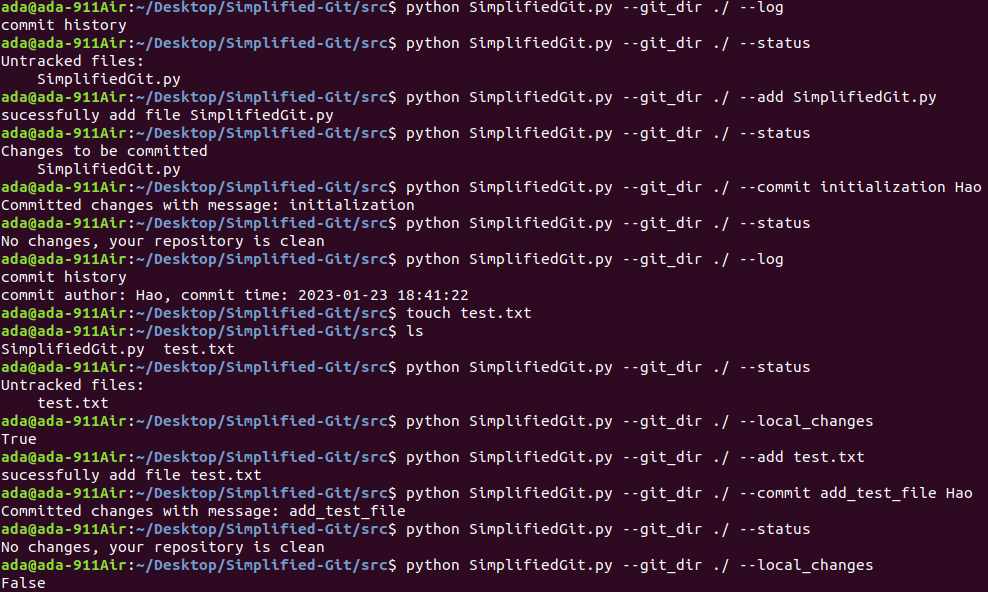 ada@ada-911Air:~/Desktop/Simplified-Git/src$ python SimplifiedGit.py --git_dir ./ --log
commit history
ada@ada-911Air:~/Desktop/Simplified-Git/src$ python SimplifiedGit.py --git_dir ./ --status
Untracked files:
    SimplifiedGit.py
ada@ada-911Air:~/Desktop/Simplified-Git/src$ python SimplifiedGit.py --git_dir ./ --add SimplifiedGit.py
sucessfully add file SimplifiedGit.py
ada@ada-911Air:~/Desktop/Simplified-Git/src$ python SimplifiedGit.py --git_dir ./ --status
Changes to be committed
    SimplifiedGit.py
ada@ada-911Air:~/Desktop/Simplified-Git/src$ python SimplifiedGit.py --git_dir ./ --commit initialization Hao
Committed changes with message: initialization
ada@ada-911Air:~/Desktop/Simplified-Git/src$ python SimplifiedGit.py --git_dir ./ --status
No changes, your repository is clean
ada@ada-911Air:~/Desktop/Simplified-Git/src$ python SimplifiedGit.py --git_dir ./ --log
commit history
commit author: Hao, commit time: 2023-01-23 18:41:22
ada@ada-911Air:~/Desktop/Simplified-Git/src$ touch test.txt
ada@ada-911Air:~/Desktop/Simplified-Git/src$ ls
SimplifiedGit.py  test.txt
ada@ada-911Air:~/Desktop/Simplified-Git/src$ python SimplifiedGit.py --git_dir ./ --status
Untracked files:
    test.txt
ada@ada-911Air:~/Desktop/Simplified-Git/src$ python SimplifiedGit.py --git_dir ./ --local_changes
True
ada@ada-911Air:~/Desktop/Simplified-Git/src$ python SimplifiedGit.py --git_dir ./ --add test.txt
sucessfully add file test.txt
ada@ada-911Air:~/Desktop/Simplified-Git/src$ python SimplifiedGit.py --git_dir ./ --commit add_test_file Hao
Committed changes with message: add_test_file
ada@ada-911Air:~/Desktop/Simplified-Git/src$ python SimplifiedGit.py --git_dir ./ --status
No changes, your repository is clean
ada@ada-911Air:~/Desktop/Simplified-Git/src$ python SimplifiedGit.py --git_dir ./ --local_changes
False